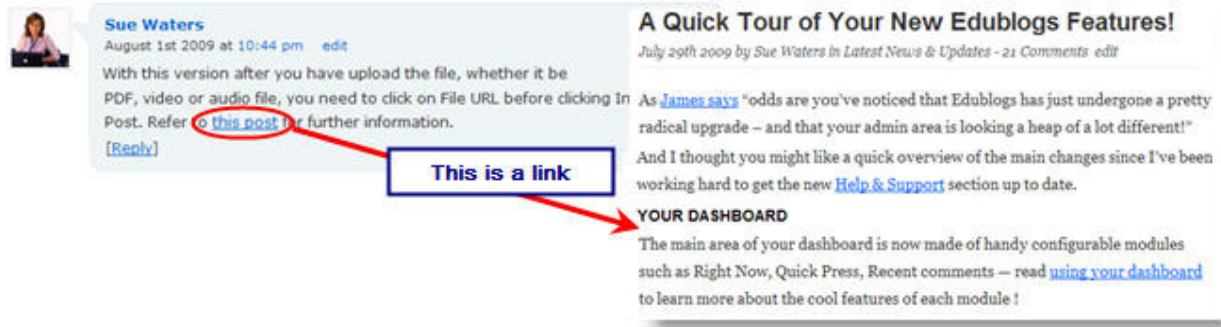 Sue Waters
August 1st 2009 at 10:44 pm edit
With this version after you have upload the file, whether it be
PDF, video or audio file, you need to click on File URL before clicking In
Post. Refer to this post for further information.
[Reply]
This is a link
A Quick Tour of Your New Edublogs Features!
July 29th 2009 by Sue Waters in Latest News & Updates - 21 Comments edit
As James says “odds are you’ve noticed that Edublogs has just undergone a pretty
radical upgrade – and that your admin area is looking a heap of a lot different!”
And I thought you might like a quick overview of the main changes since I’ve been
working hard to get the new Help & Support section up to date.
YOUR DASHBOARD
The main area of your dashboard is now made of handy configurable modules
such as Right Now, Quick Press, Recent comments — read using your dashboard
to learn more about the cool features of each module !